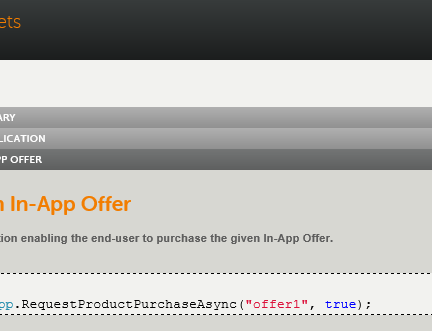 ets
ARY
LICATION
PP OFFER
n In-App Offer
tion enabling the end-user to purchase the given In-App Offer.
pp.RequestProductPurchaseAsync("offer1", true);